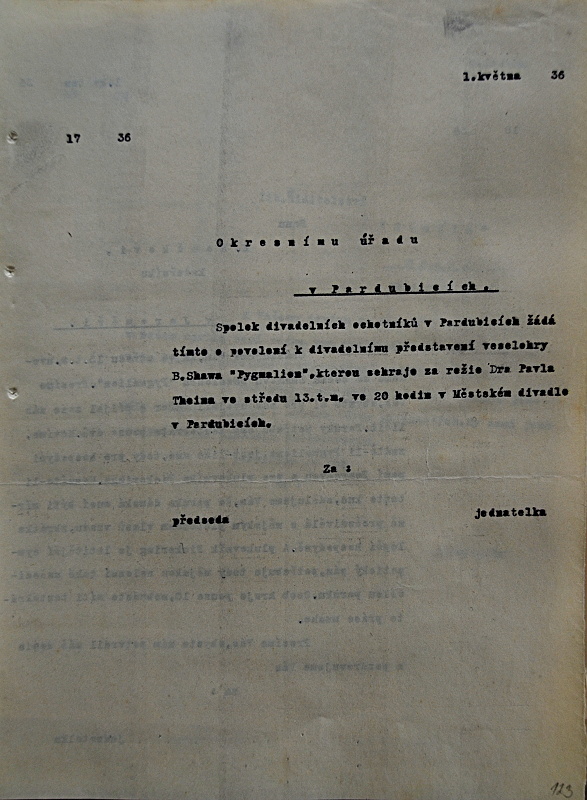 1.května 36
17 36
Okresnímu úřadu
v Pardubicích.
Spolek divadelních ochotníků v Pardubicích žádá
tímto o povolení k divadelnímu představení veselohry
B.Shawa "Pygmalion",kterou sehraje za režie Dra Pavla
Theina ve středu 13.t.m. ve 20 hodin v Městském divadle
v Pardubicích.
Za :
předseda jednatelka
123